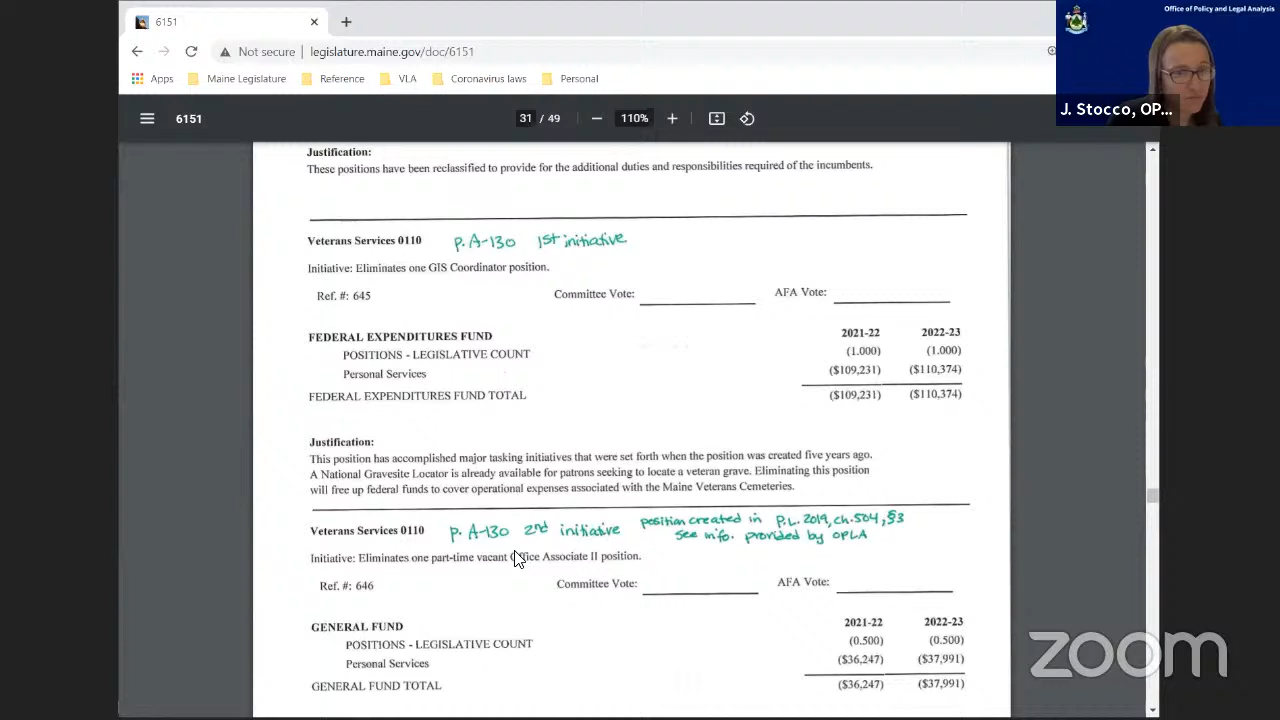 6151
Office of Policy and Legal Analysis
Not secure | legislature.maine.gov/doc/6151
Apps Maine Legislature Reference VLA Coronavirus laws Personal
J. Stocco, OP...
6151 31 / 49 110%
Justification:
These positions have been reclassified to provide for the additional duties and responsibilities required of the incumbents.
Veterans Services 0110 p. A-130 1st initiative
Initiative: Eliminates one GIS Coordinator position.
Ref. #: 645 Committee Vote: AFA Vote:
FEDERAL EXPENDITURES FUND 2021-22 2022-23
POSITIONS - LEGISLATIVE COUNT (1.000) (1.000)
Personal Services ($109,231) ($110,374)
FEDERAL EXPENDITURES FUND TOTAL ($109,231) ($110,374)
Justification:
This position has accomplished major tasking initiatives that were set forth when the position was created five years ago.
A National Gravesite Locator is already available for patrons seeking to locate a veteran grave. Eliminating this position
will free up federal funds to cover operational expenses associated with the Maine Veterans Cemeteries.
Veterans Services 0110 p. A-130 2nd initiative position created in P.L. 2019, ch. 504, §3
see info. provided by OPLA
Initiative: Eliminates one part-time vacant Office Associate II position.
Ref. #: 646 Committee Vote: AFA Vote:
GENERAL FUND 2021-22 2022-23
POSITIONS - LEGISLATIVE COUNT (0.500) (0.500)
Personal Services ($36,247) ($37,991)
GENERAL FUND TOTAL ($36,247) ($37,991)
zoom